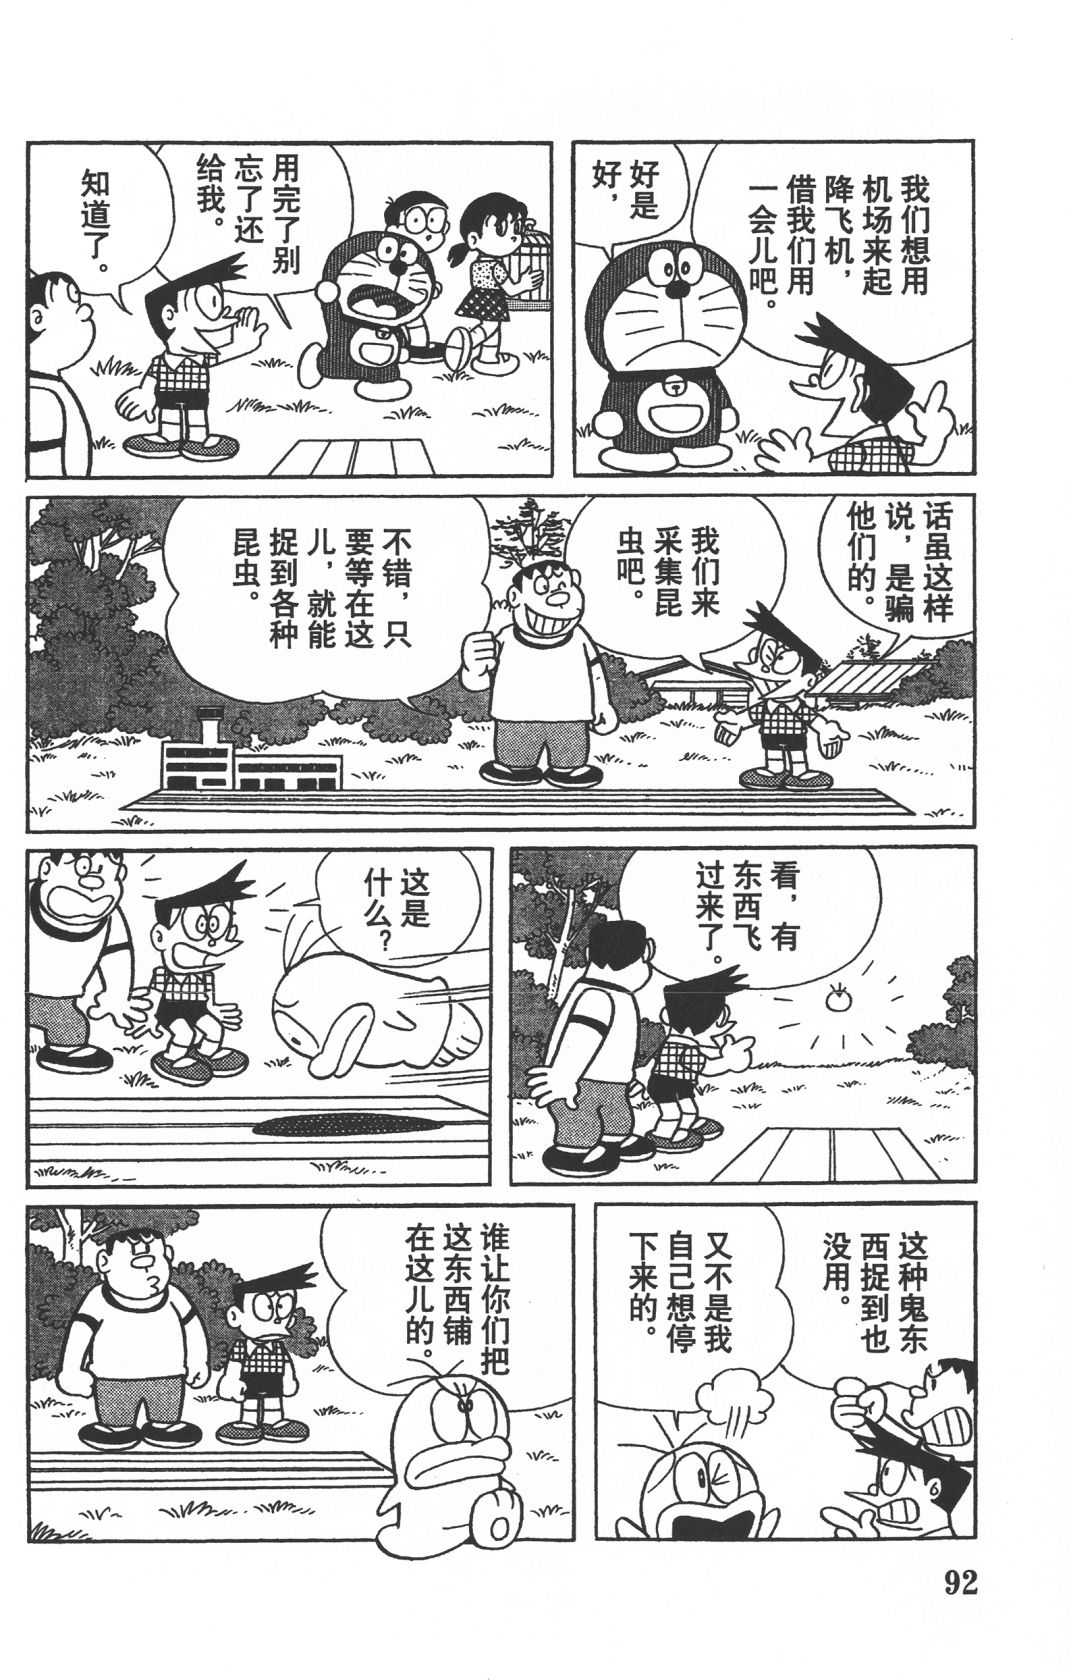 我们想用
机场来起
降飞机，
借我们用
一会儿吧。
好是
好，
用完了别
忘了还
给我。
知道了。
话虽这样
说，是骗
他们的。
我们来
采集昆
虫吧。
不错，只
要等在这
儿，就能
捉到各种
昆虫。
看，有
东西飞
过来了。
这是
什么？
这种鬼东
西捉到也
没用。
又不是我
自己想停
下来的。
谁让你们把
这东西铺
在这儿的。
92